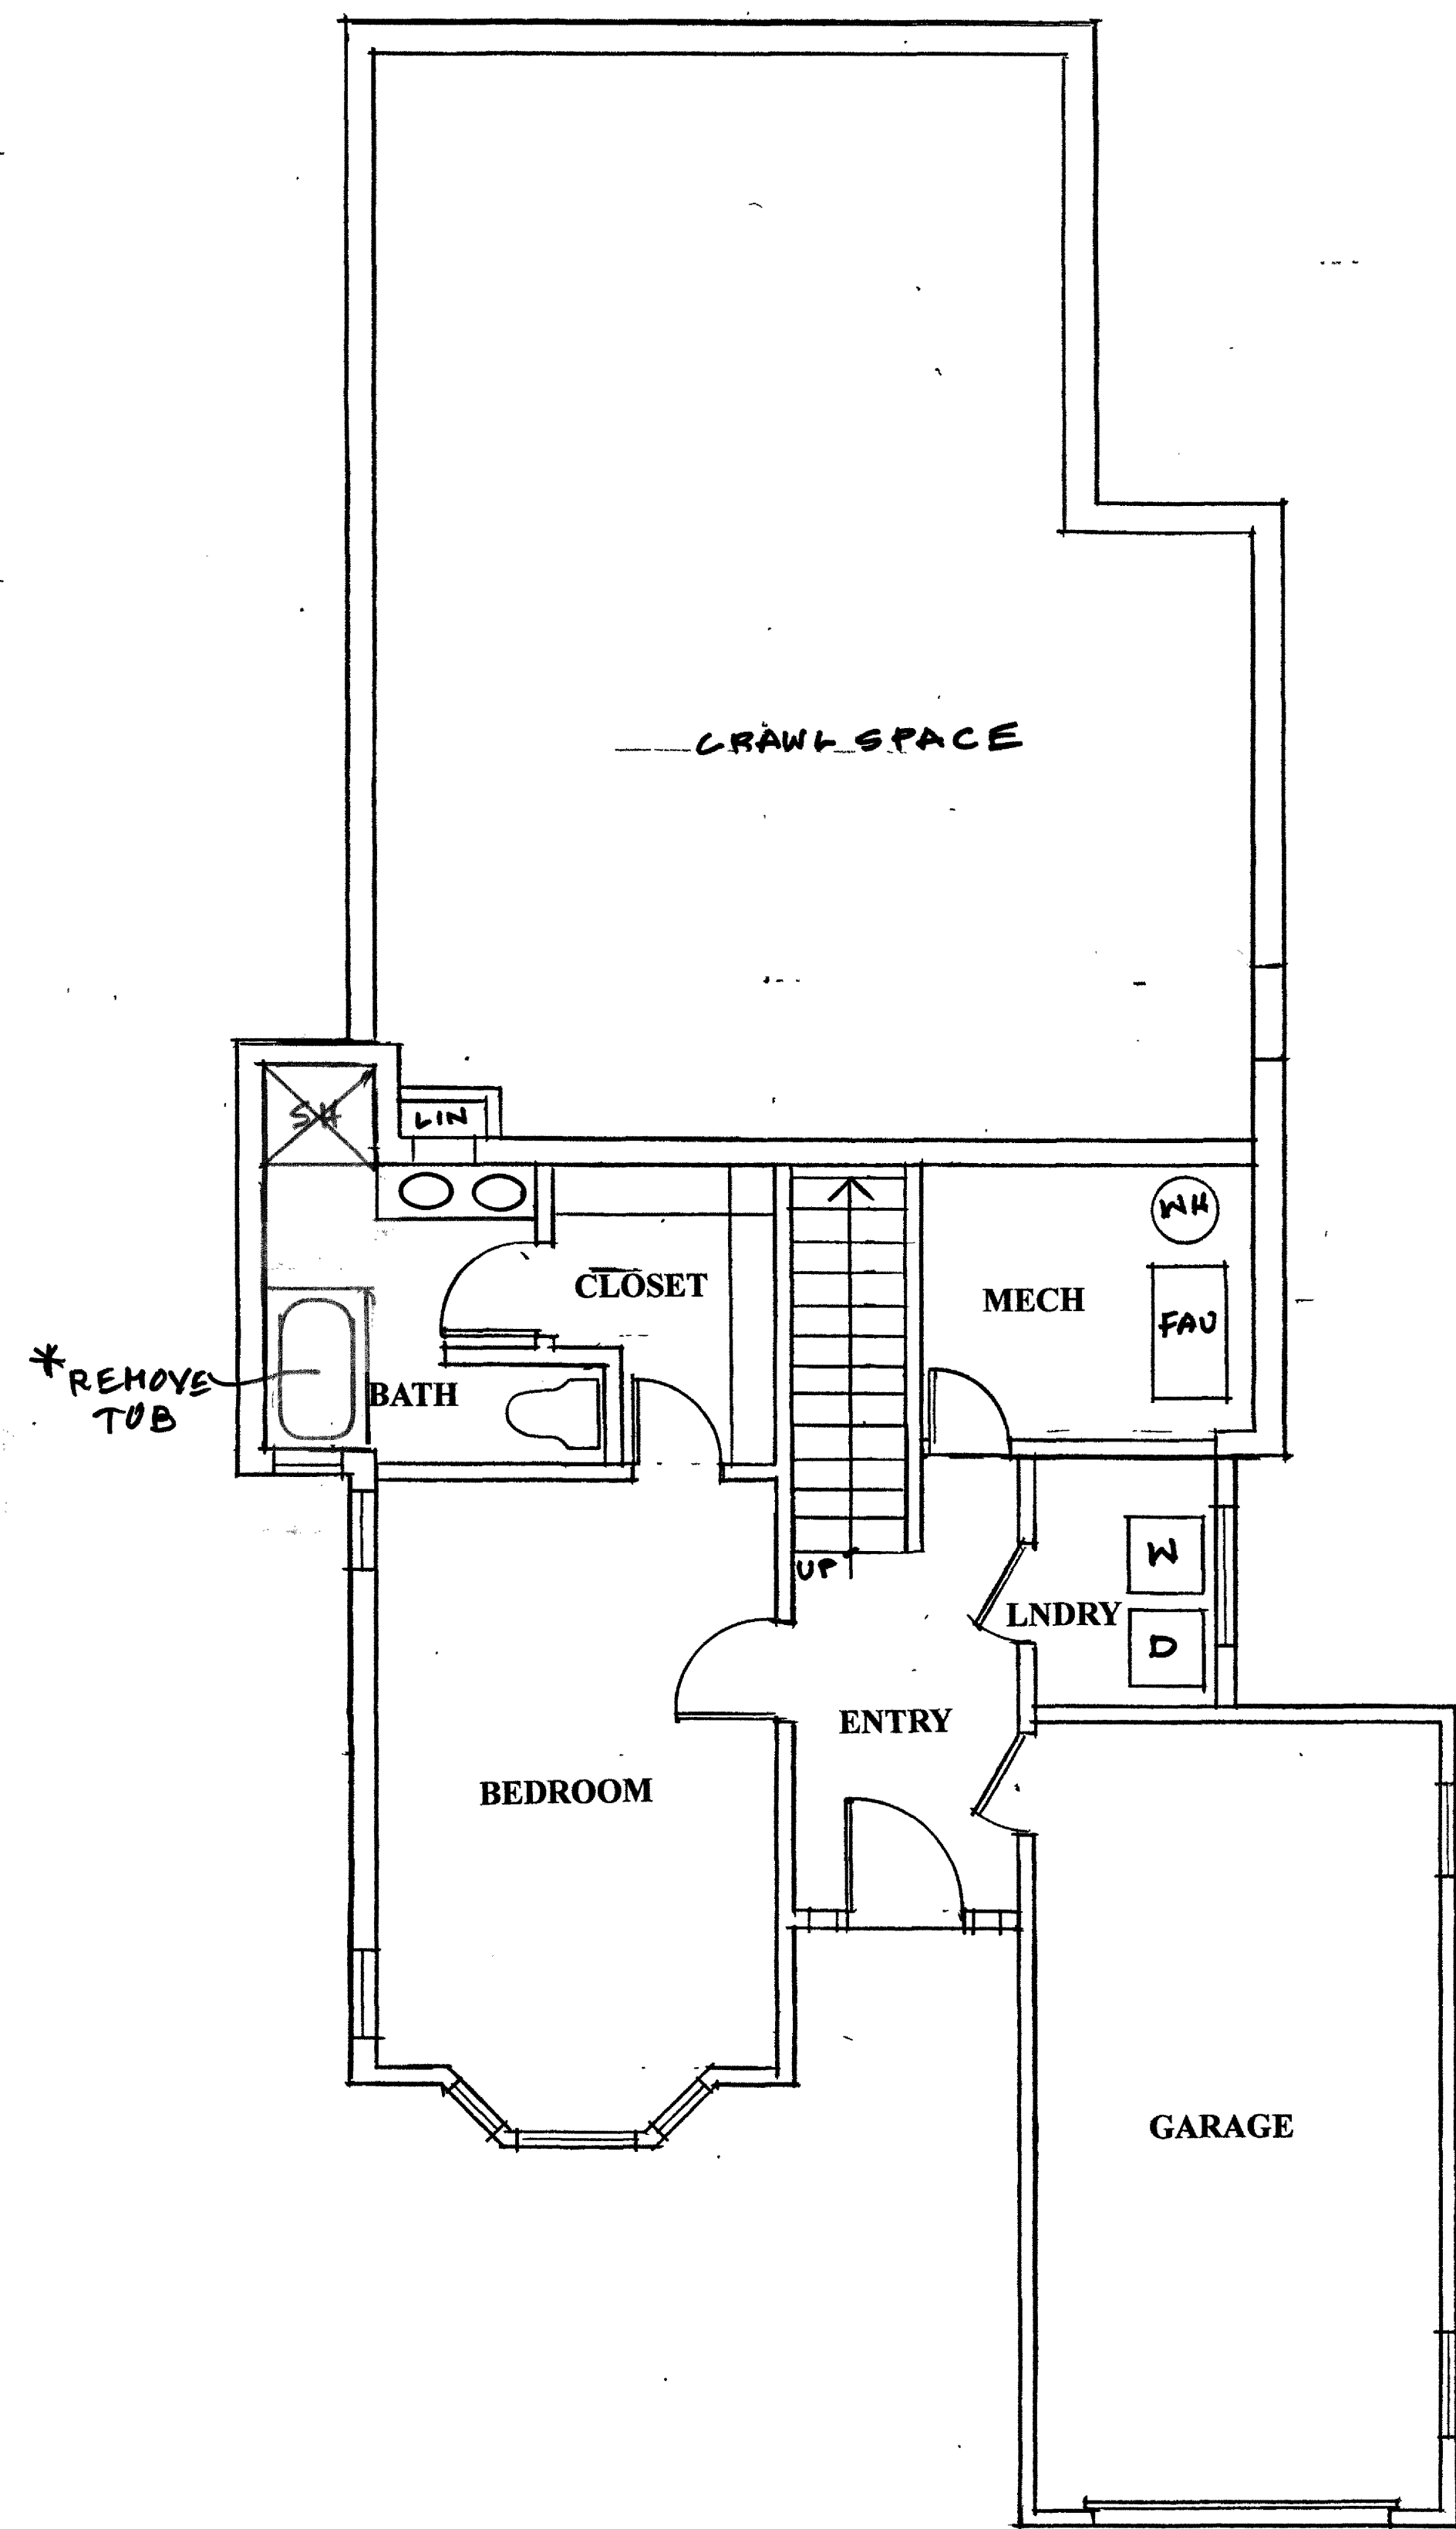 CRAWL SPACE
SH
LIN
WH
CLOSET
MECH
FAU
* REMOVE
TUB
BATH
UP
W
LNDRY
D
ENTRY
BEDROOM
GARAGE